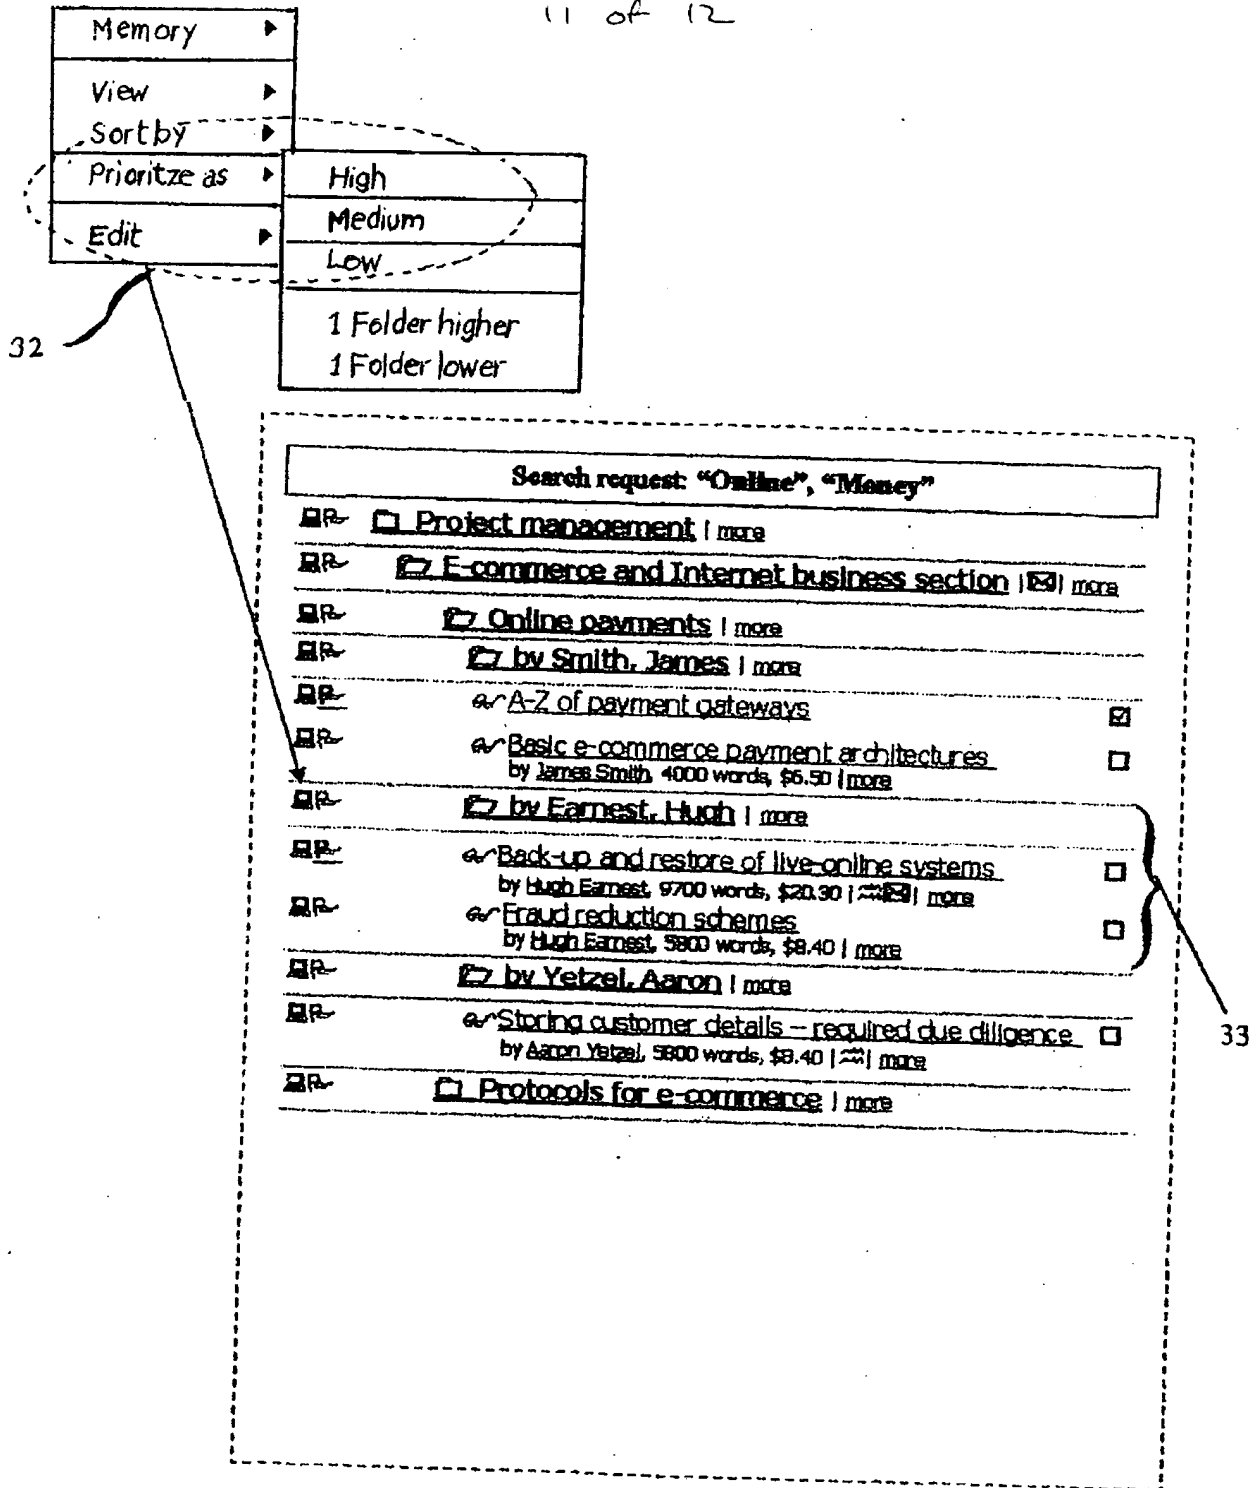 11 of 12
Memory
View
Sort by
Prioritze as
Edit
High
Medium
Low
1 Folder higher
1 Folder lower
32
Search request: “Online”, “Money”
Project management | more
E-commerce and Internet business section | | more
Online payments | more
by Smith, James | more
A-Z of payment gateways
Basic e-commerce payment architectures
by James Smith, 4000 words, $6.50 | more
by Earnest, Hugh | more
Back-up and restore of live-online systems
by Hugh Earnest, 9700 words, $20.30 | | more
Fraud reduction schemes
by Hugh Earnest, 5800 words, $8.40 | more
by Yetzel, Aaron | more
Storing customer details – required due diligence
by Aaron Yetzel, 5800 words, $8.40 | | more
Protocols for e-commerce | more
33